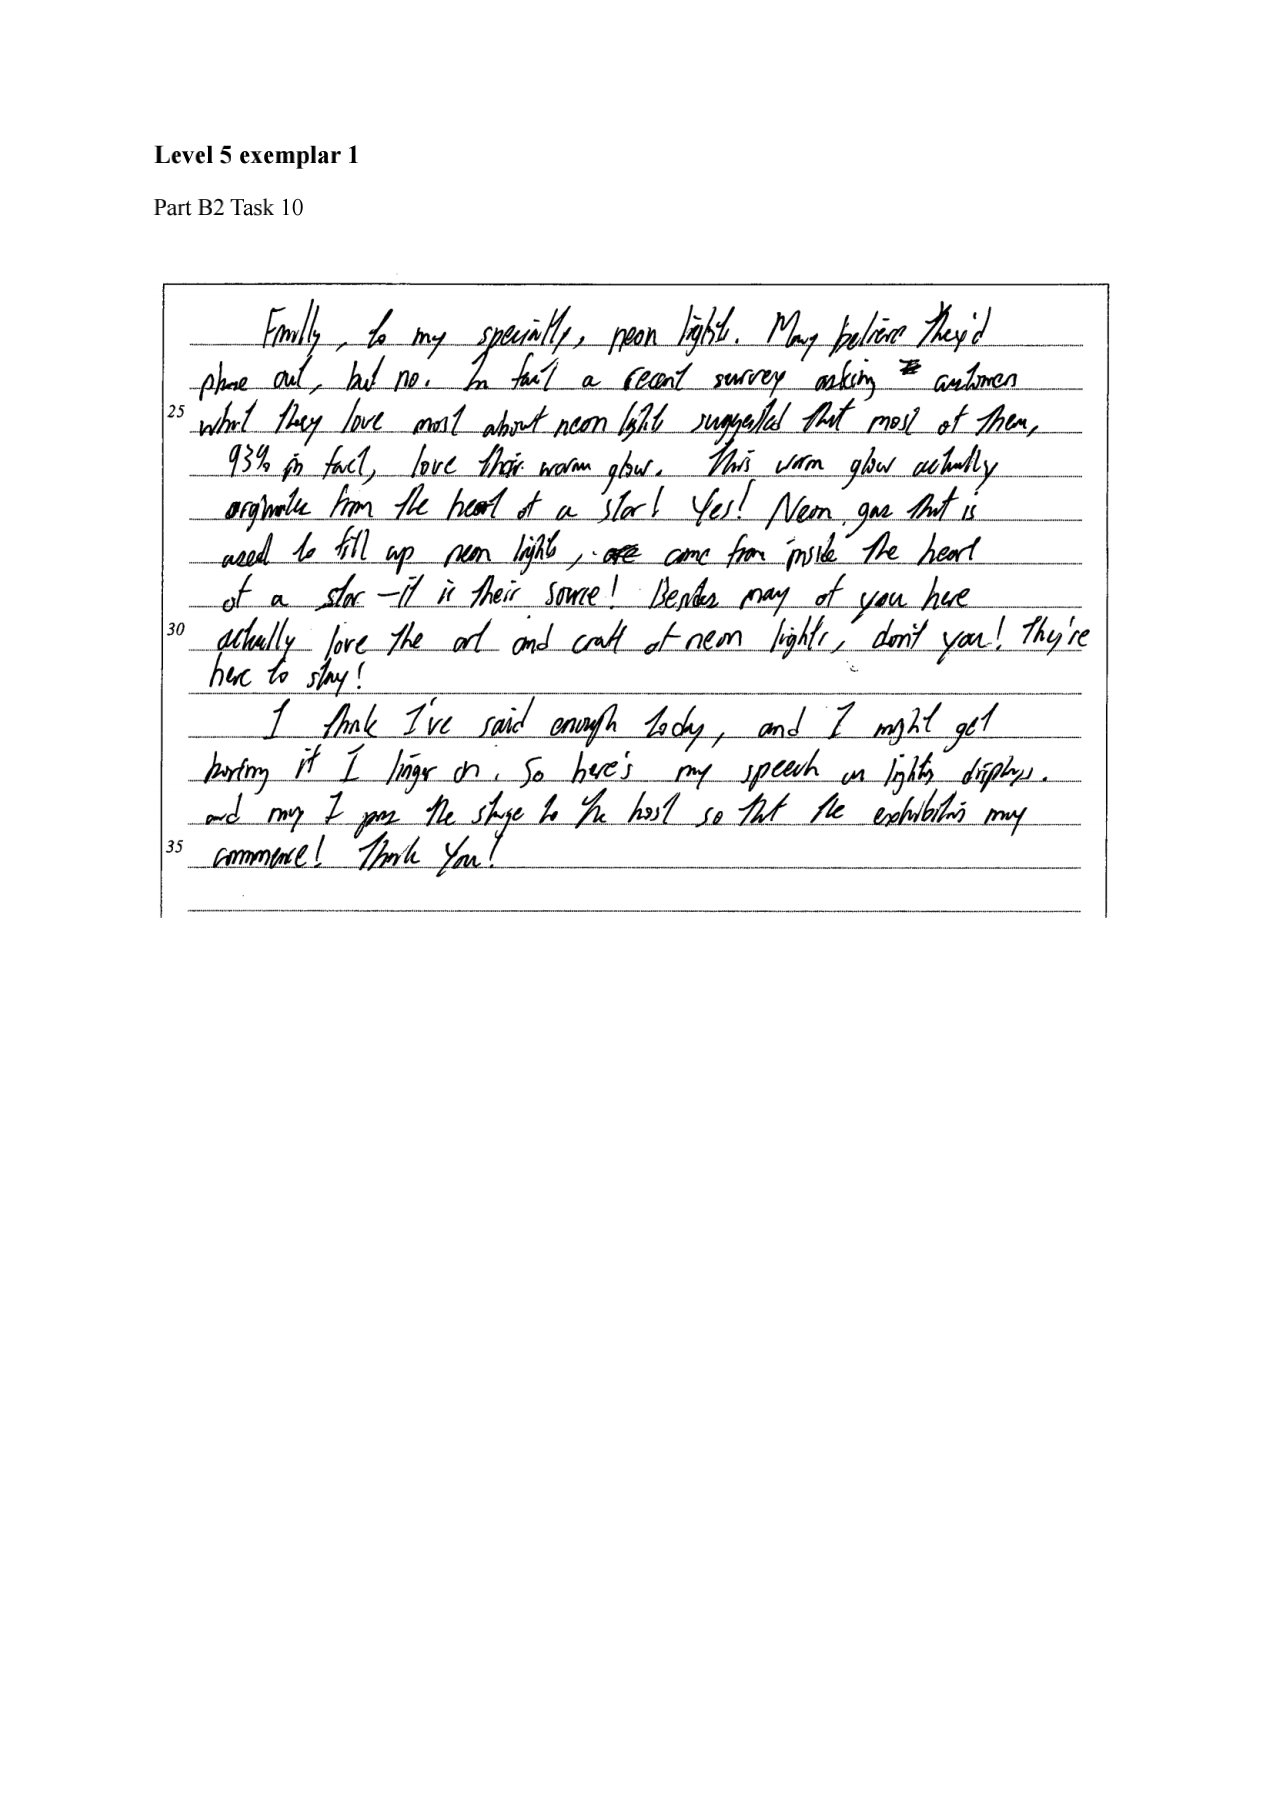 Level 5 exemplar 1
Part B2 Task 10
Finally, to my specialty, neon lights. Many believe they'd
phase out, but no. In fact a recent survey asking customers
25 what they love most about neon lights suggested that most of them,
93% in fact, love their warm glow. This warm glow actually
orginates from the heart of a star! Yes! Neon gas that is
used to fill up neon lights, come from inside the heart
of a star - it is their source! Besides many of you here
30 actually love the art and craft of neon lights, don't you! They're
here to stay!
I think I've said enough today, and I might get
boring if I linger on. So here's my speech on lights displays.
and may I pass the stage to the host so that the exhibition may
35 commence! Thank You!